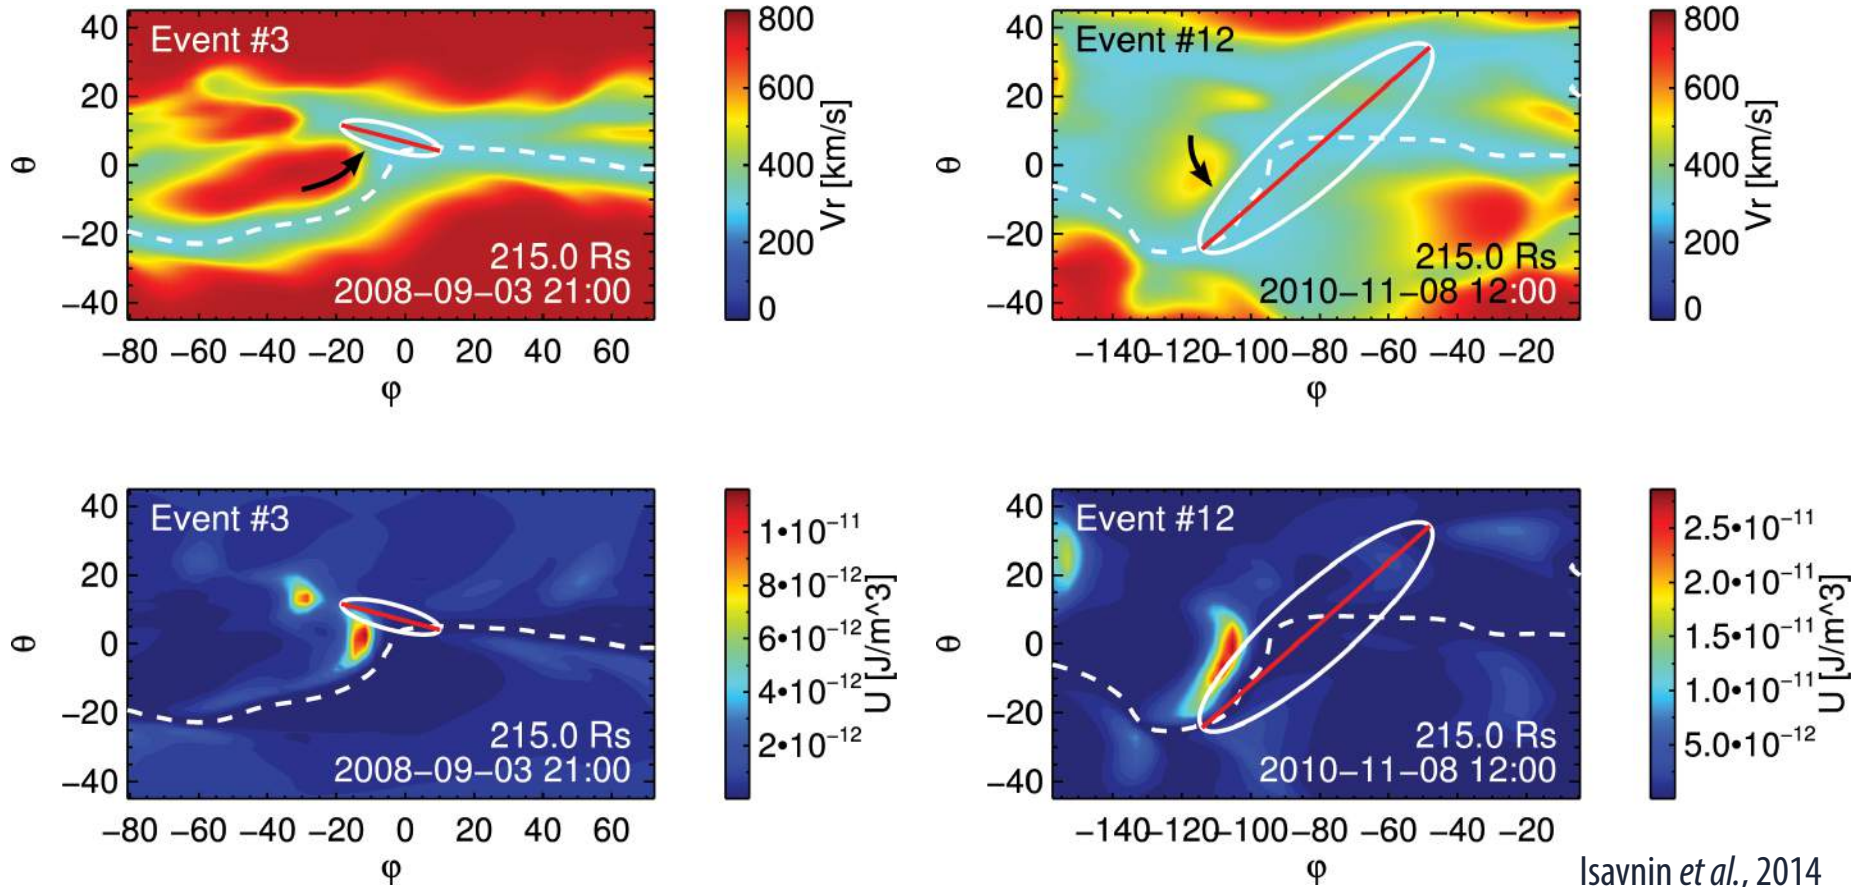 Event #3
215.0 Rs
2008−09−03 21:00
40
20
0
−20
−40
θ
−80 −60 −40 −20 0 20 40 60
φ
800
600
400
200
0
Vr [km/s]
Event #12
215.0 Rs
2010−11−08 12:00
40
20
0
−20
−40
θ
−140 −120 −100 −80 −60 −40 −20
φ
800
600
400
200
0
Vr [km/s]
Event #3
215.0 Rs
2008−09−03 21:00
40
20
0
−20
−40
θ
−80 −60 −40 −20 0 20 40 60
φ
1•10−11
8•10−12
6•10−12
4•10−12
2•10−12
U [J/m^3]
Event #12
215.0 Rs
2010−11−08 12:00
40
20
0
−20
−40
θ
−140 −120 −100 −80 −60 −40 −20
φ
2.5•10−11
2.0•10−11
1.5•10−11
1.0•10−11
5.0•10−12
U [J/m^3]
Isavnin et al., 2014